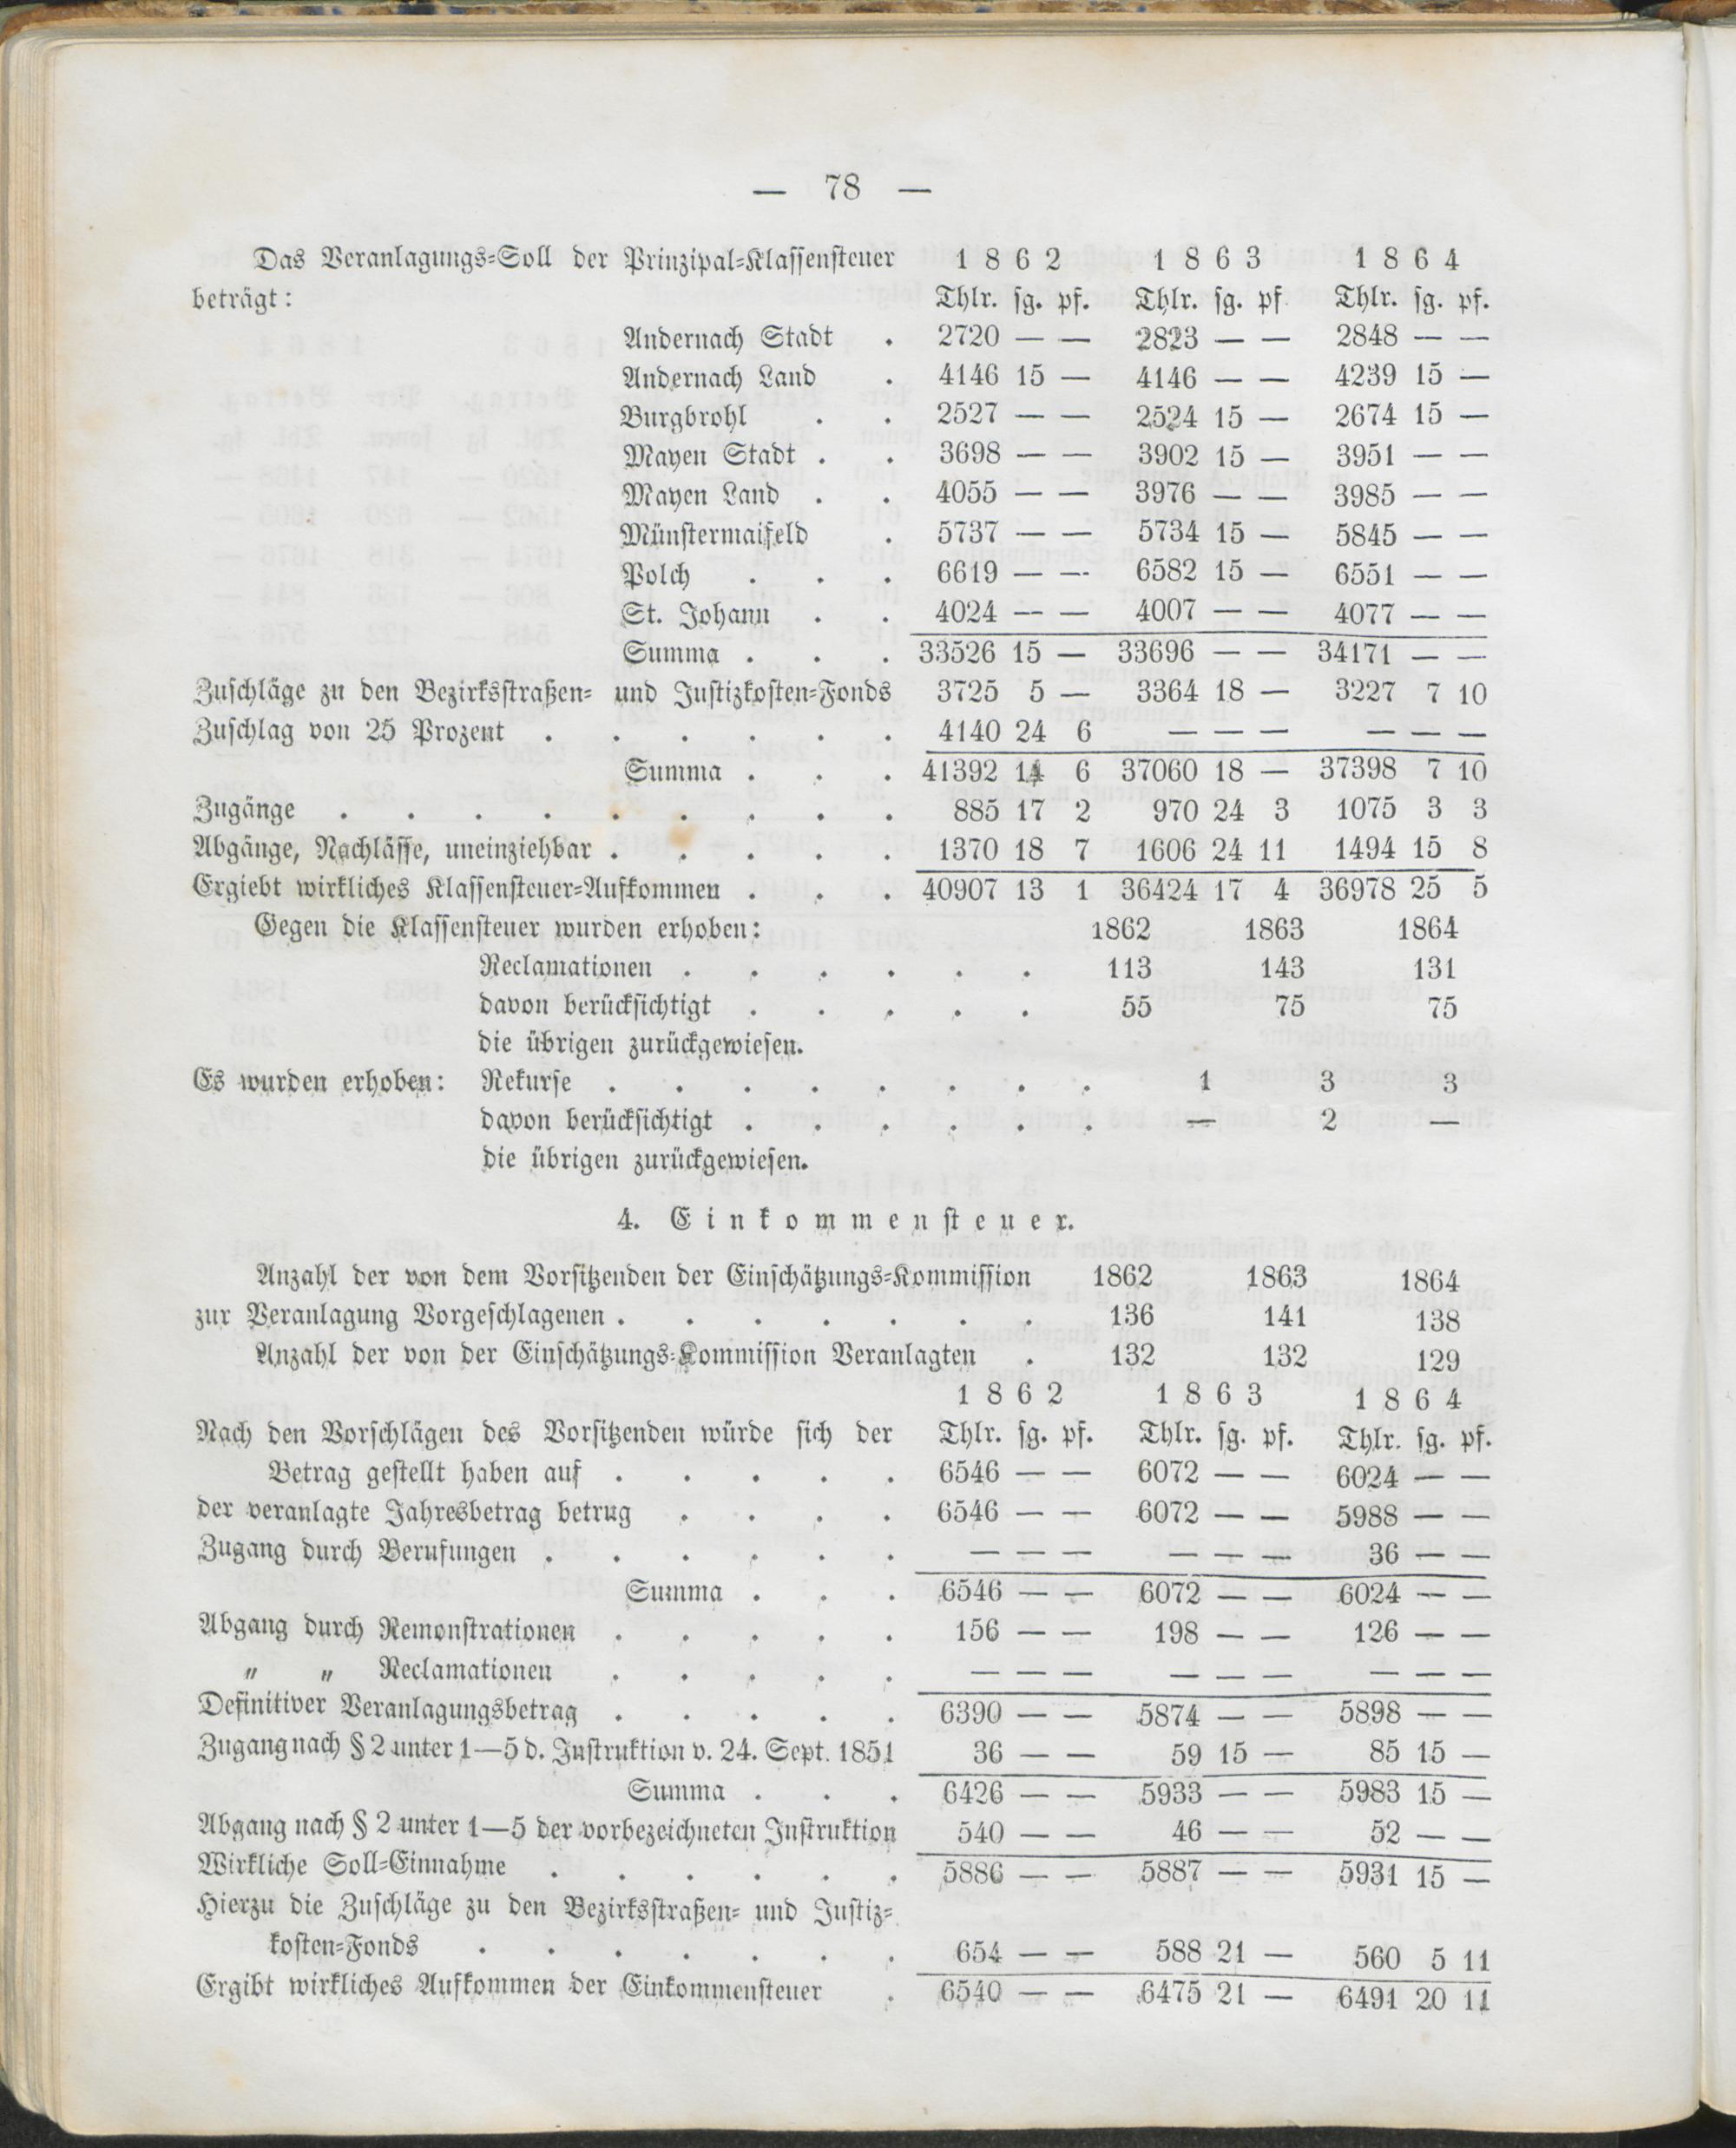 — 78 —
Das Veranlagungs-Soll der Prinzipal-Klassensteuer 1862 1863 1864
beträgt: Thlr. sg. pf. Thlr. sg. pf Thlr. sg. pf.
Andernach Stadt . 2720 — — 2823 — — 2848 — —
Andernach Land . 4146 15 — 4146 — — 4239 15 —
Burgbrohl . . 2527 — — 2524 15 — 2674 15 —
Mayen Stadt . . 3698 — — 3902 15 — 3951 — —
Mayen Land . . 4055 — — 3976 — — 3985 — —
Münstermaifeld . 5737 — — 5734 15 — 5845 — —
Polch . . . 6619 — — 6582 15 — 6551 — —
St. Johann . . 4024 — — 4007 — — 4077 — —
Summa . . . 33526 15 — 33696 — — 34171 — —
Zuschläge zu den Bezirksstraßen- und Justizkosten-Fonds 3725 5 — 3364 18 — 3227 7 10
Zuschlag von 25 Prozent . . . . . . 4140 24 6 — — — — — —
Summa . . . 41392 14 6 37060 18 — 37398 7 10
Zugänge . . . . . . . . . 885 17 2 970 24 3 1075 3 3
Abgänge, Nachlässe, uneinziehbar . . . . . 1370 18 7 1606 24 11 1494 15 8
Ergiebt wirkliches Klassensteuer-Aufkommen . . . 40907 13 1 36424 17 4 36978 25 5
Gegen die Klassensteuer wurden erhoben: 1862 1863 1864
Reclamationen . . . . . . 113 143 131
davon berücksichtigt . . . . . 55 75 75
die übrigen zurückgewiesen.
Es wurden erhoben: Rekurse . . . . . . . . 1 3 3
davon berücksichtigt . . . . . . — 2 —
die übrigen zurückgewiesen.
4. Einkommensteuer.
Anzahl der von dem Vorsitzenden der Einschätzungs-Kommission 1862 1863 1864
zur Veranlagung Vorgeschlagenen . . . . . . . 136 141 138
Anzahl der von der Einschätzungs-Kommission Veranlagten . 132 132 129
1862 1863 1864
Nach den Vorschlägen des Vorsitzenden würde sich der Thlr. sg. pf. Thlr. sg. pf. Thlr. sg. pf.
Betrag gestellt haben auf . . . . . 6546 — — 6072 — — 6024 — —
der veranlagte Jahresbetrag betrug . . . . 6546 — — 6072 — — 5988 — —
Zugang durch Berufungen . . . . . . — — — — — — 36 — —
Summa . . . 6546 — — 6072 — — 6024 — —
Abgang durch Remonstrationen . . . . . 156 — — 198 — — 126 — —
„ „ Reclamationen . . . . . — — — — — — — — —
Definitiver Veranlagungsbetrag . . . . . 6390 — — 5874 — — 5898 — —
Zugang nach § 2 unter 1—5 d. Instruktion v. 24. Sept. 1851 36 — — 59 15 — 85 15 —
Summa . . . 6426 — — 5933 — — 5983 15 —
Abgang nach § 2 unter 1—5 der vorbezeichneten Instruktion 540 — — 46 — — 52 — —
Wirkliche Soll-Einnahme . . . . . . 5886 — — 5887 — — 5931 15 —
Hierzu die Zuschläge zu den Bezirksstraßen- und Justiz-
kosten-Fonds . . . . . . . 654 — — 588 21 — 560 5 11
Ergibt wirkliches Aufkommen der Einkommensteuer . 6540 — — 6475 21 — 6491 20 11